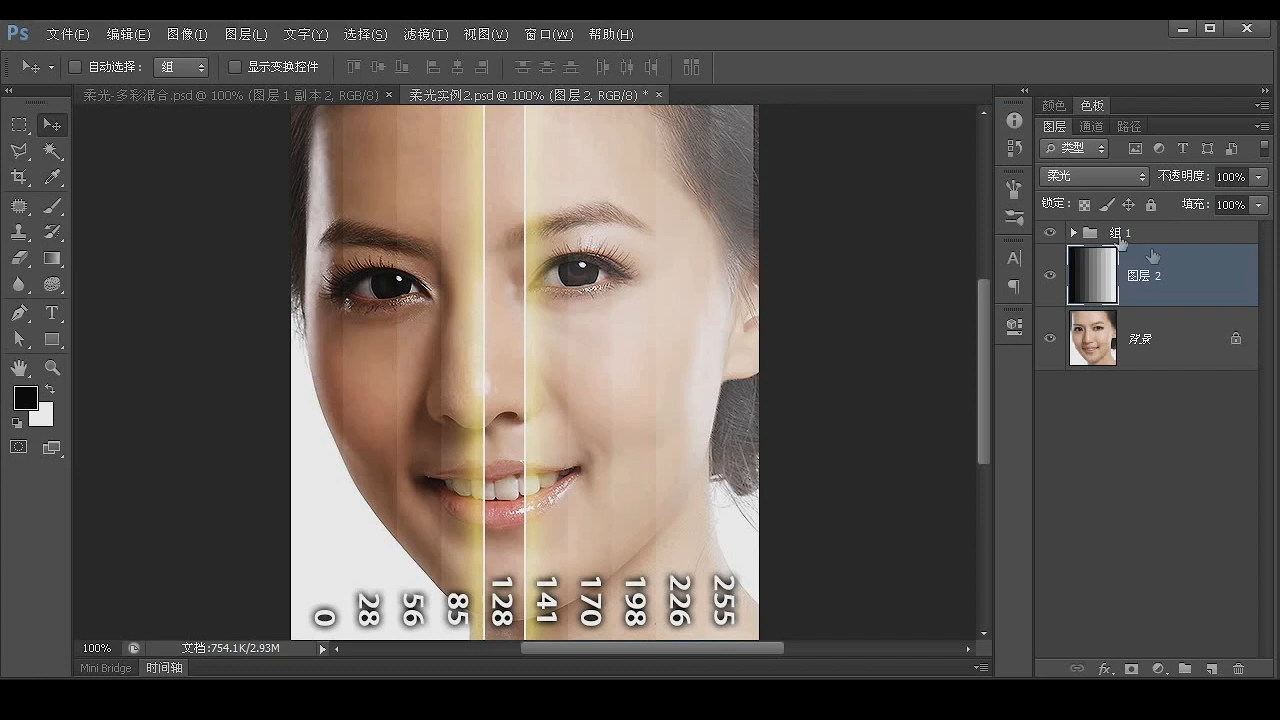 Ps 文件(F) 编辑(E) 图像(I) 图层(L) 文字(Y) 选择(S) 滤镜(T) 视图(V) 窗口(W) 帮助(H)
自动选择： 组 显示变换控件
柔光-多彩混合.psd @ 100% (图层 1 副本 2, RGB/8) × 柔光实例2.psd @ 100% (图层 2, RGB/8) * ×
颜色 色板
图层 通道 路径
类型
柔光 不透明度： 100%
锁定： 填充： 100%
组 1
图层 2
背景
0 28 56 85 128 141 170 198 226 255
100% 文档:754.1K/2.93M
Mini Bridge 时间轴